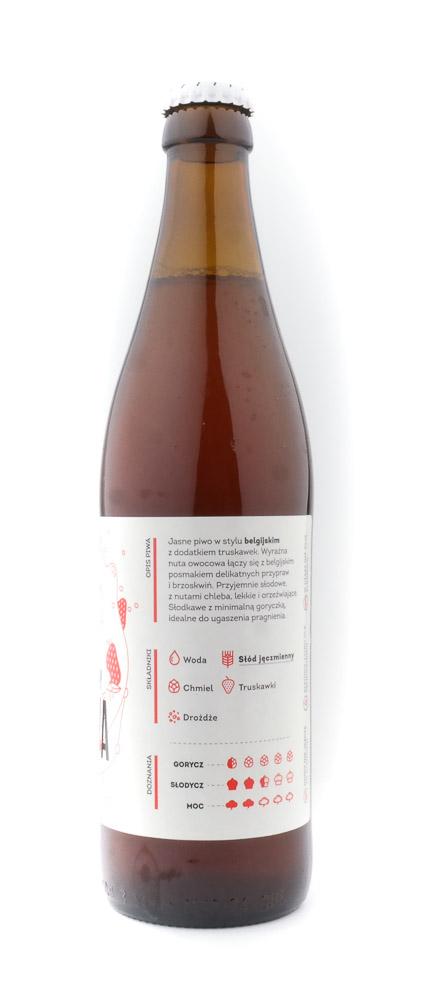 OPIS PIWA
Jasne piwo w stylu belgijskim
z dodatkiem truskawek. Wyraźna
nuta owocowa łączy się z belgijskim
posmakiem delikatnych przypraw
i brzoskwiń. Przyjemnie słodowe,
z nutami chleba, lekkie i orzeźwiające.
Słodkawe z minimalną goryczką,
idealne do ugaszenia pragnienia.
SKŁADNIKI
Woda Słód jęczmienny
Chmiel Truskawki
Drożdże
DOZNANIA
GORYCZ
SŁODYCZ
MOC
A